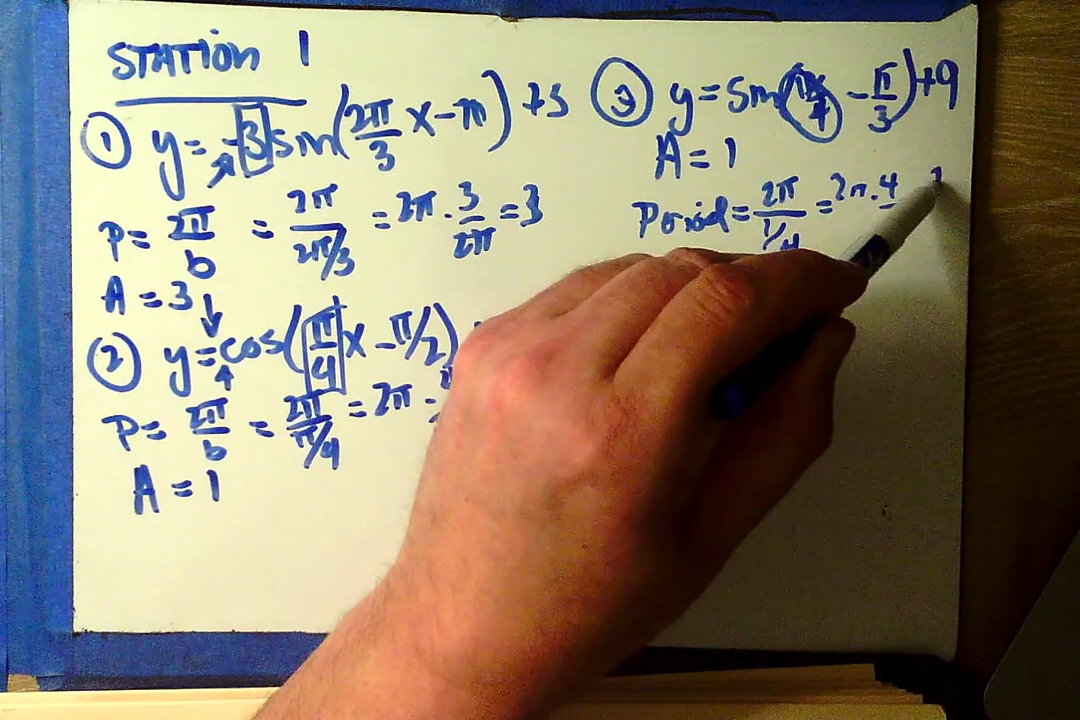 STATION 1
① y = -3 sin(2π/3 x - π) + 5
P = 2π/b = 2π/2π/3 = 2π · 3/2π = 3
A = 3
② y = cos(π/4 x - π/2)
P = 2π/b = 2π/π/4 = 2π ·
A = 1
③ y = sin(πx/4 - π/3) + 9
A = 1
Period = 2π/π/4 = 2π · 4